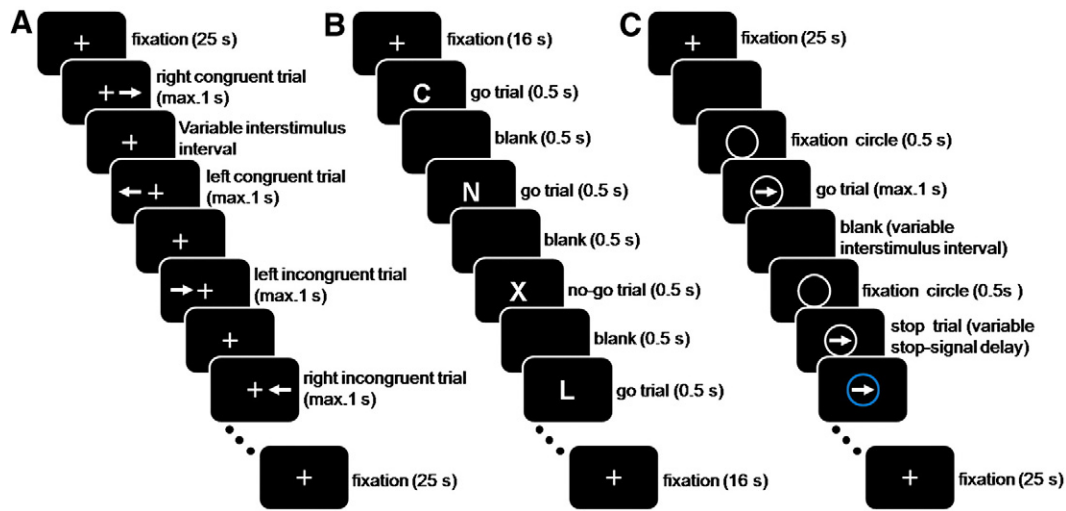 A
fixation (25 s)
right congruent trial
(max.1 s)
Variable interstimulus
interval
left congruent trial
(max.1 s)
left incongruent trial
(max.1 s)
right incongruent trial
(max.1 s)
fixation (25 s)
B
fixation (16 s)
C
go trial (0.5 s)
blank (0.5 s)
N
go trial (0.5 s)
blank (0.5 s)
X
no-go trial (0.5 s)
blank (0.5 s)
L
go trial (0.5 s)
fixation (16 s)
C
fixation (25 s)
fixation circle (0.5 s)
go trial (max.1 s)
blank (variable
interstimulus interval)
fixation circle (0.5s )
stop trial (variable
stop-signal delay)
fixation (25 s)